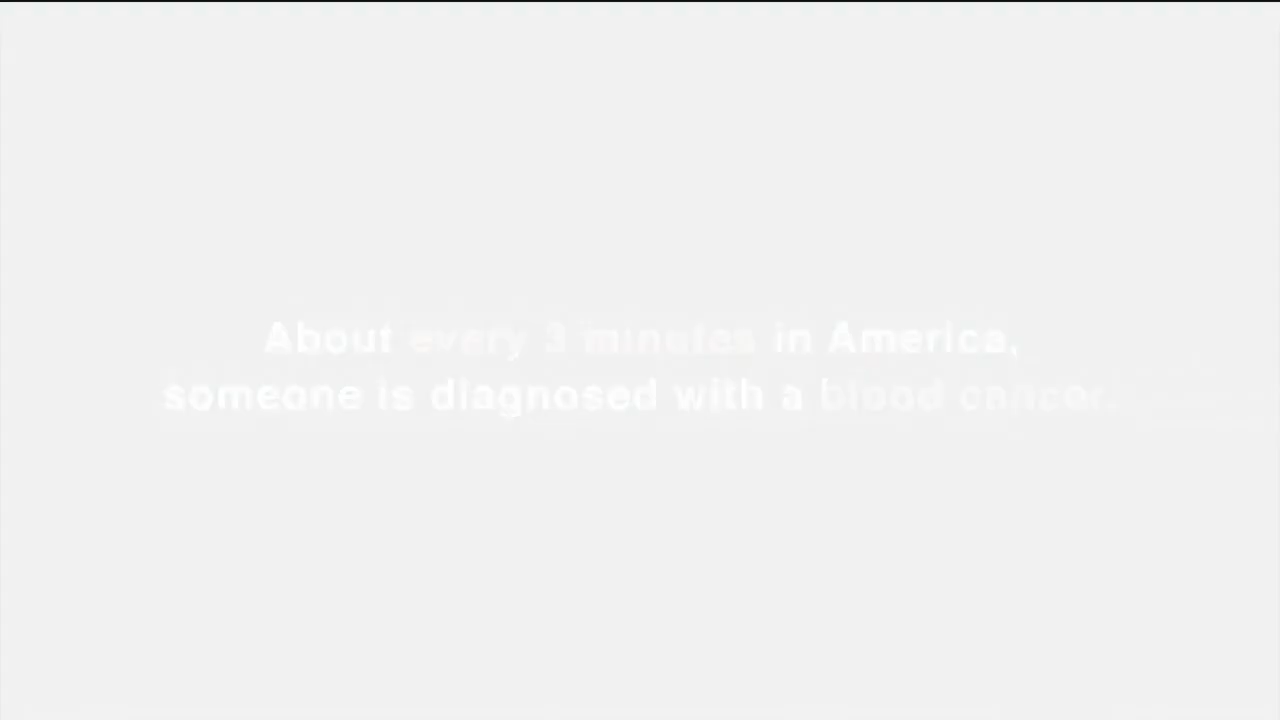 About every 3 minutes in America,
someone is diagnosed with a blood cancer.